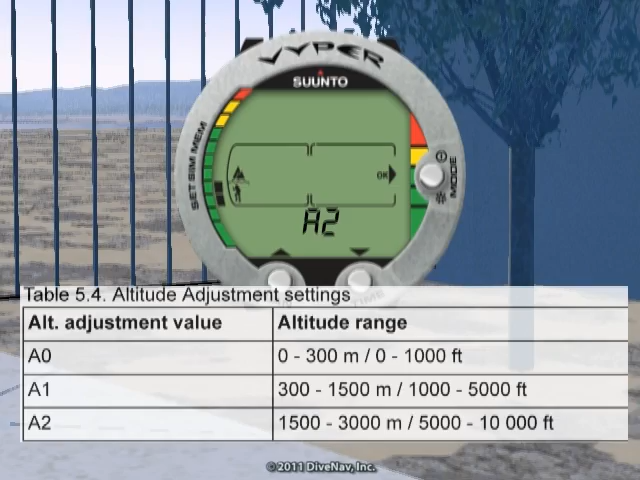 VYPER
SUUNTO
SET SIM MEM
MODE
OK
A2
TIME
Table 5.4. Altitude Adjustment settings
Alt. adjustment value Altitude range
A0 0 - 300 m / 0 - 1000 ft
A1 300 - 1500 m / 1000 - 5000 ft
A2 1500 - 3000 m / 5000 - 10 000 ft
©2011 DiveNav, Inc.